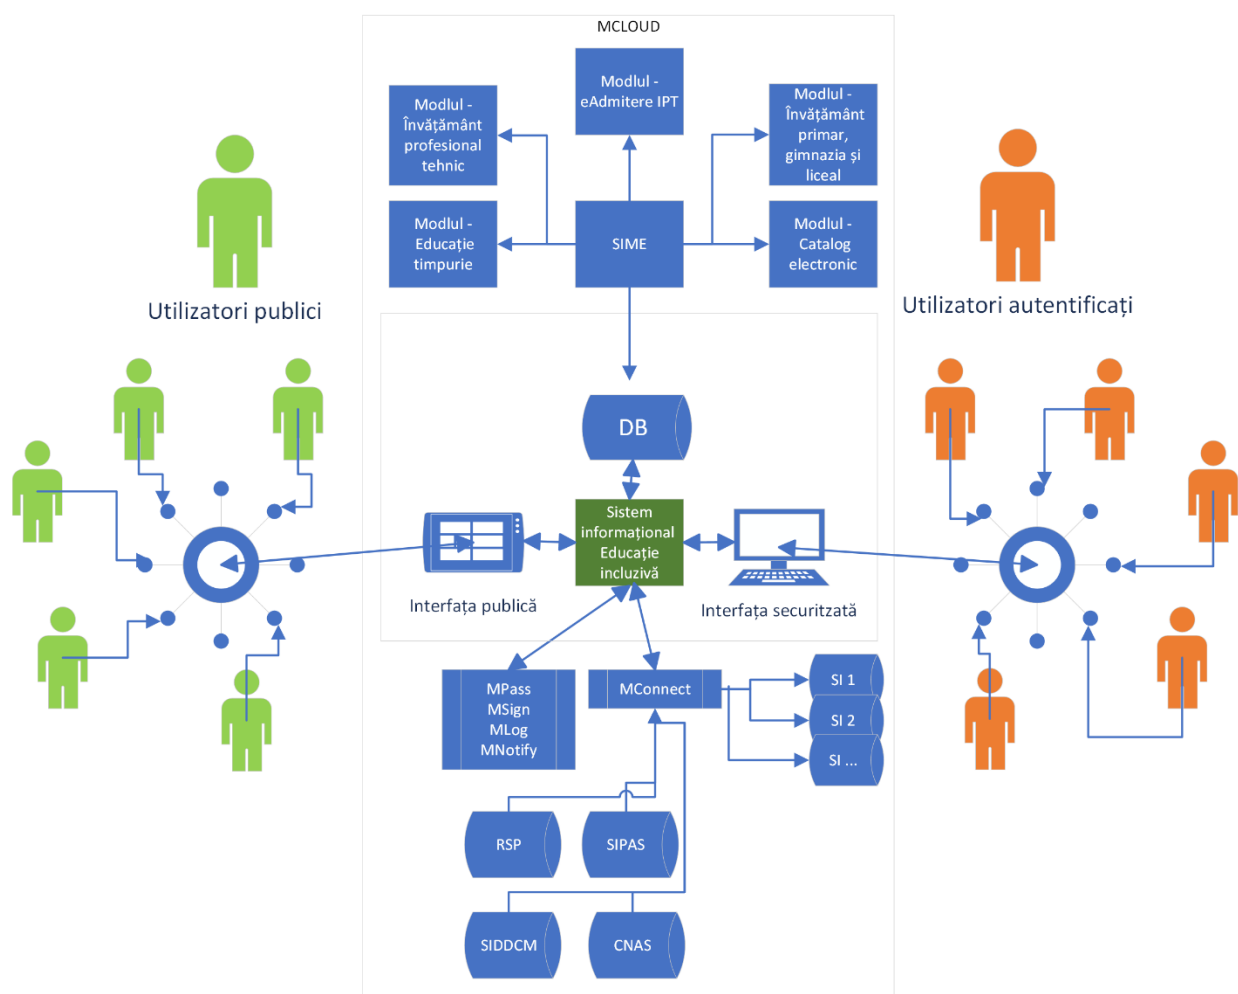 MCLOUD
Modlul -
eAdmitere IPT
Modlul -
Învățământ
profesional
tehnic
Modlul -
Învățământ
primar,
gimnazia și
liceal
Modlul -
Educație
timpurie
SIME
Modlul -
Catalog
electronic
Utilizatori publici
Utilizatori autentificați
DB
Sistem
informațional
Educație
incluzivă
Interfața publică
Interfața securitzată
MPass
MSign
MLog
MNotify
MConnect
SI 1
SI 2
SI ...
RSP
SIPAS
SIDDCM
CNAS